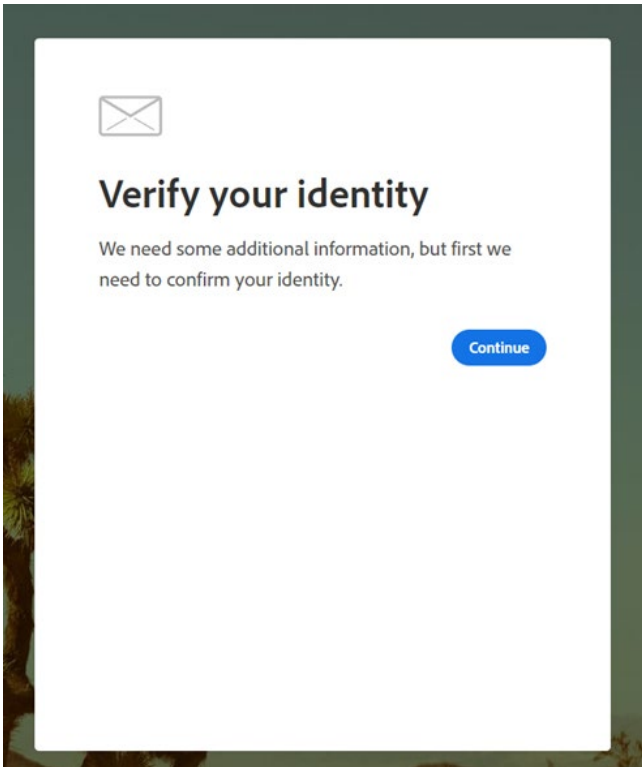 Verify your identity
We need some additional information, but first we
need to confirm your identity.
Continue